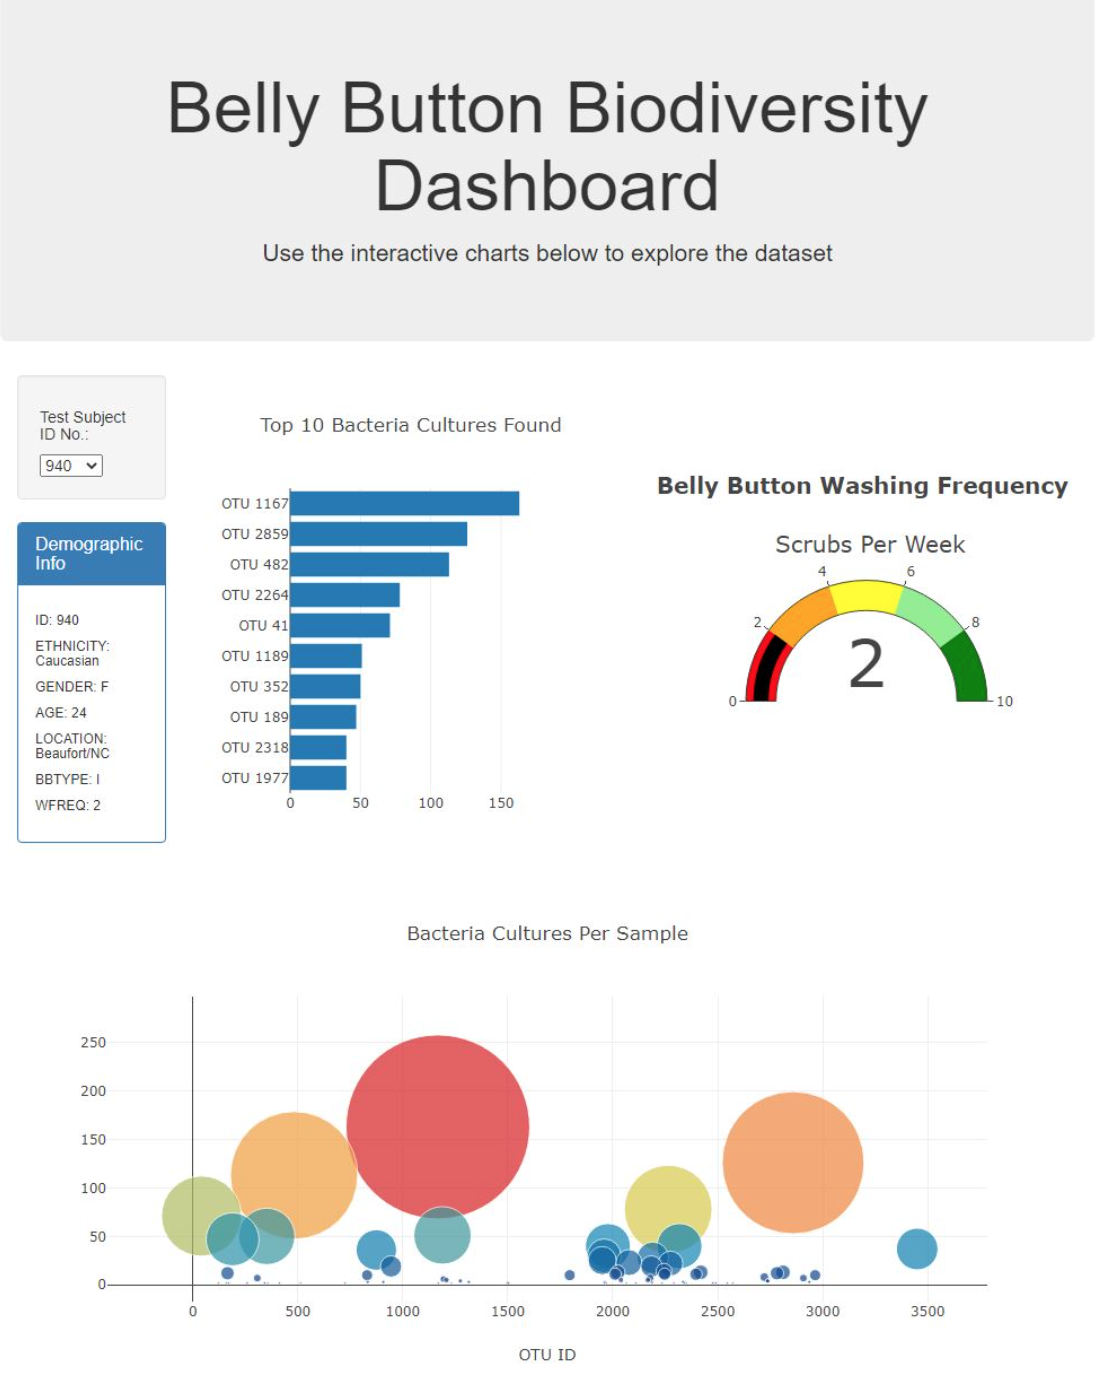 Belly Button Biodiversity
Dashboard
Use the interactive charts below to explore the dataset
Test Subject
ID No.:
940
Demographic
Info
ID: 940
ETHNICITY:
Caucasian
GENDER: F
AGE: 24
LOCATION:
Beaufort/NC
BBTYPE: I
WFREQ: 2
Top 10 Bacteria Cultures Found
OTU 1167
OTU 2859
OTU 482
OTU 2264
OTU 41
OTU 1189
OTU 352
OTU 189
OTU 2318
OTU 1977
0 50 100 150
Belly Button Washing Frequency
Scrubs Per Week
4 6
2 8
2
0 10
Bacteria Cultures Per Sample
250
200
150
100
50
0
0 500 1000 1500 2000 2500 3000 3500
OTU ID